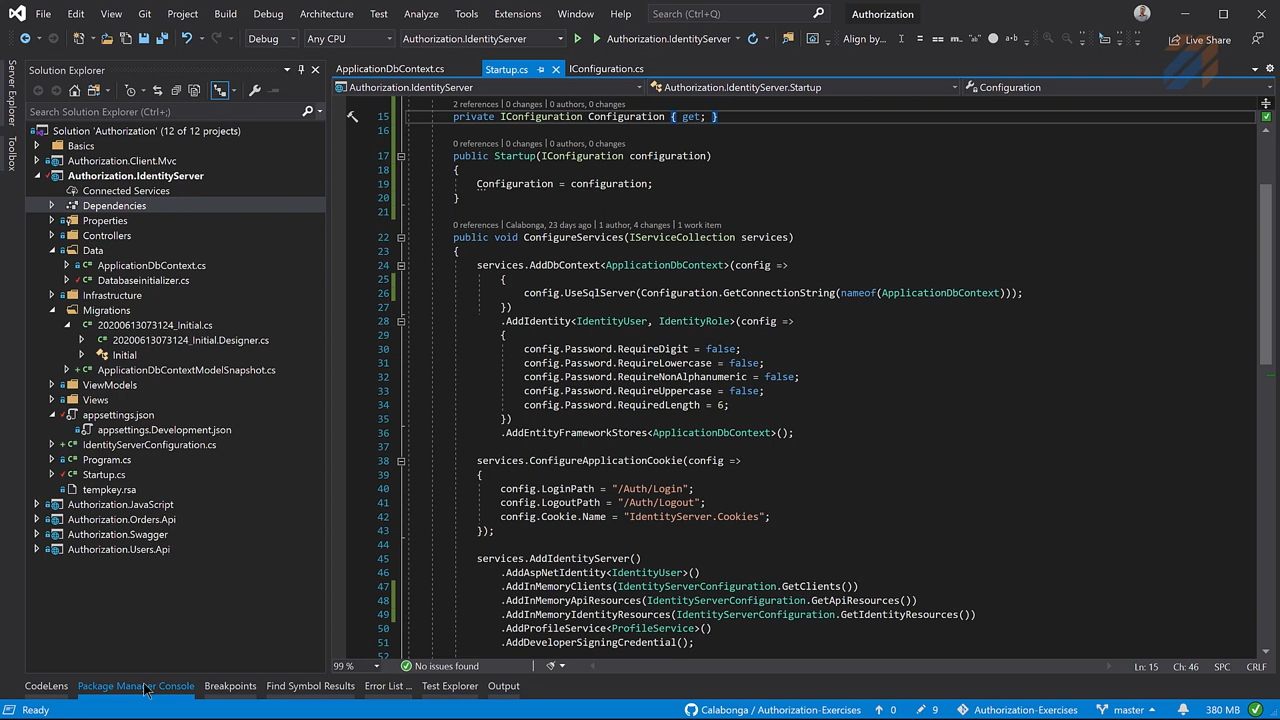 File Edit View Git Project Build Debug Architecture Test Analyze Tools Extensions Window Help Search (Ctrl+;) Authorization
Debug Any CPU Authorization.IdentityServer Authorization.IdentityServer Align by... Live Share
Server Explorer
Toolbox
Solution Explorer
Search Solution Explorer (Ctrl+;)
Solution 'Authorization' (12 of 12 projects)
Basics
Authorization.Client.Mvc
Authorization.IdentityServer
Connected Services
Dependencies
Properties
Controllers
Data
ApplicationDbContext.cs
Databaseinitializer.cs
Infrastructure
Migrations
20200613073124_Initial.cs
20200613073124_Initial.Designer.cs
Initial
ApplicationDbContextModelSnapshot.cs
ViewModels
Views
appsettings.json
appsettings.Development.json
IdentityServerConfiguration.cs
Program.cs
Startup.cs
tempkey.rsa
Authorization.JavaScript
Authorization.Orders.Api
Authorization.Swagger
Authorization.Users.Api
ApplicationDbContext.cs Startup.cs IConfiguration.cs
Authorization.IdentityServer Authorization.IdentityServer.Startup Configuration
2 references | 0 changes | 0 authors, 0 changes
15 private IConfiguration Configuration { get; }
16
0 references | 0 changes | 0 authors, 0 changes
17 public Startup(IConfiguration configuration)
18 {
19 Configuration = configuration;
20 }
21
0 references | Calabonga, 23 days ago | 1 author, 4 changes | 1 work item
22 public void ConfigureServices(IServiceCollection services)
23 {
24 services.AddDbContext<ApplicationDbContext>(config =>
25 {
26 config.UseSqlServer(Configuration.GetConnectionString(nameof(ApplicationDbContext)));
27 })
28 .AddIdentity<IdentityUser, IdentityRole>(config =>
29 {
30 config.Password.RequireDigit = false;
31 config.Password.RequireLowercase = false;
32 config.Password.RequireNonAlphanumeric = false;
33 config.Password.RequireUppercase = false;
34 config.Password.RequiredLength = 6;
35 })
36 .AddEntityFrameworkStores<ApplicationDbContext>();
37
38 services.ConfigureApplicationCookie(config =>
39 {
40 config.LoginPath = "/Auth/Login";
41 config.LogoutPath = "/Auth/Logout";
42 config.Cookie.Name = "IdentityServer.Cookies";
43 });
44
45 services.AddIdentityServer()
46 .AddAspNetIdentity<IdentityUser>()
47 .AddInMemoryClients(IdentityServerConfiguration.GetClients())
48 .AddInMemoryApiResources(IdentityServerConfiguration.GetApiResources())
49 .AddInMemoryIdentityResources(IdentityServerConfiguration.GetIdentityResources())
50 .AddProfileService<ProfileService>()
51 .AddDeveloperSigningCredential();
52
99 % No issues found Ln: 15 Ch: 46 SPC CRLF
CodeLens Package Manager Console Breakpoints Find Symbol Results Error List ... Test Explorer Output
Ready Calabonga / Authorization-Exercises 0 9 Authorization-Exercises master 380 MB